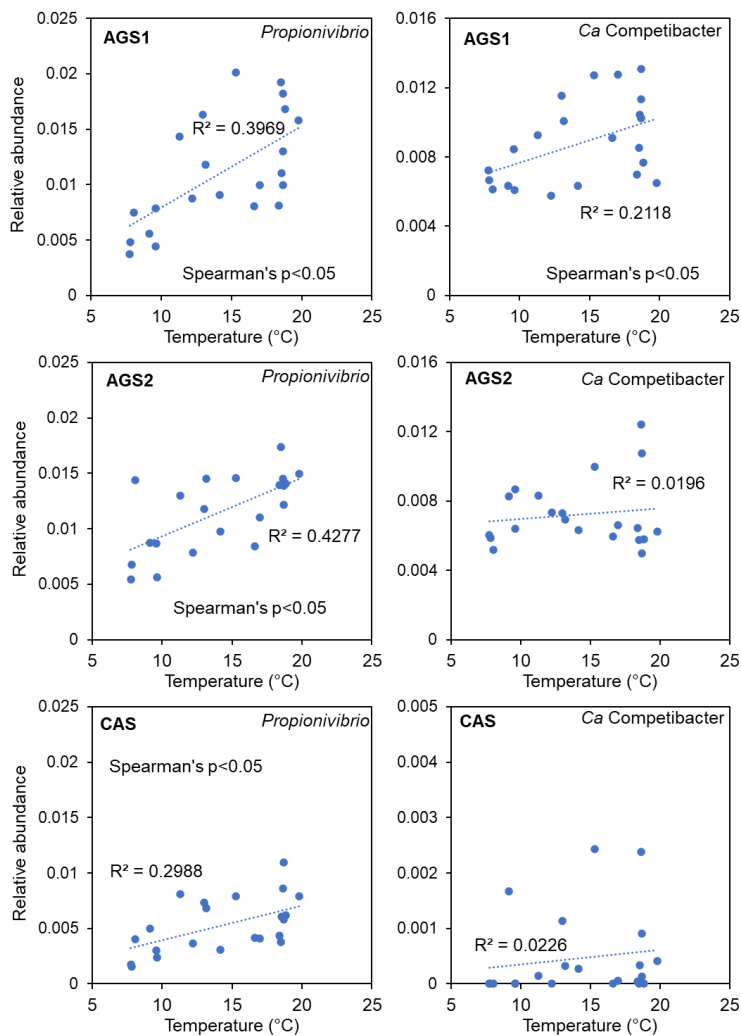 AGS1 Propionivibrio
0.025
0.02
0.015
0.01
0.005
0
R² = 0.3969
Spearman's p<0.05
5 10 15 20 25
Temperature (°C)
Relative abundance
AGS1 Ca Competibacter
0.016
0.012
0.008
0.004
0
R² = 0.2118
Spearman's p<0.05
5 10 15 20 25
Temperature (°C)
AGS2 Propionivibrio
0.025
0.02
0.015
0.01
0.005
0
R² = 0.4277
Spearman's p<0.05
5 10 15 20 25
Temperature (°C)
Relative abundance
AGS2 Ca Competibacter
0.016
0.012
0.008
0.004
0
R² = 0.0196
5 10 15 20 25
Temperature (°C)
CAS Propionivibrio
0.025
0.02
0.015
0.01
0.005
0
Spearman's p<0.05
R² = 0.2988
5 10 15 20 25
Temperature (°C)
Relative abundance
CAS Ca Competibacter
0.005
0.004
0.003
0.002
0.001
0
R² = 0.0226
5 10 15 20 25
Temperature (°C)